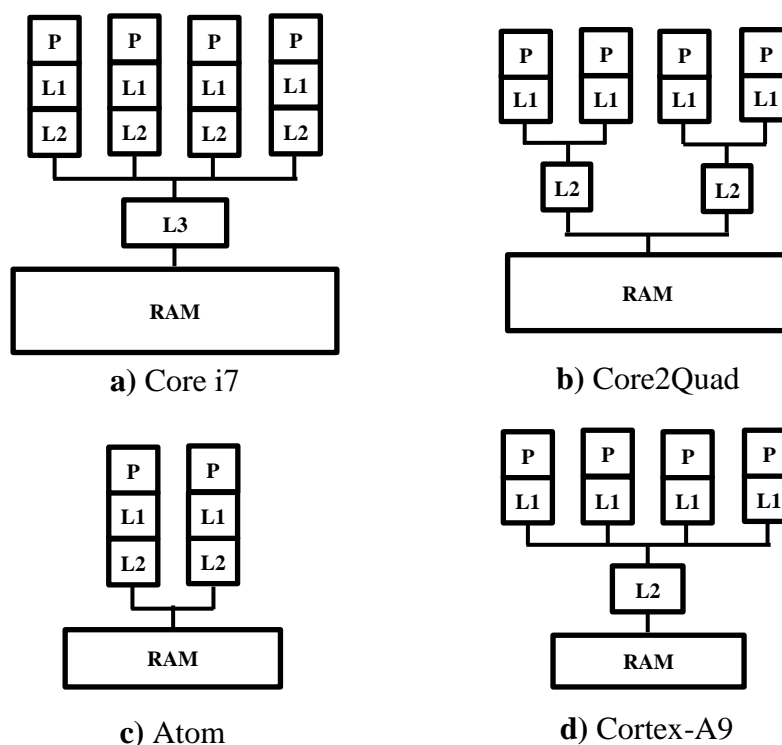 P P P P
L1 L1 L1 L1
L2 L2 L2 L2
L3
RAM
a) Core i7
P P P P
L1 L1 L1 L1
L2 L2
RAM
b) Core2Quad
P P
L1 L1
L2 L2
RAM
c) Atom
P P P P
L1 L1 L1 L1
L2
RAM
d) Cortex-A9